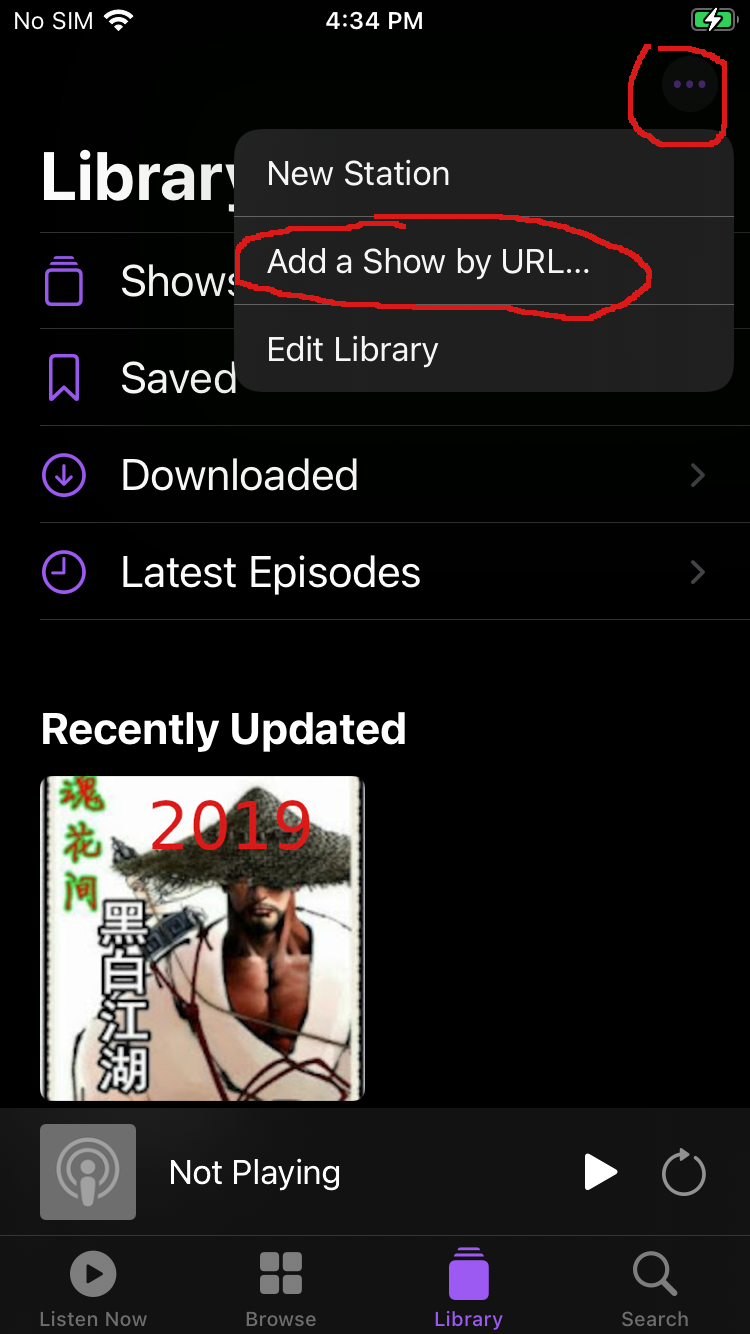 No SIM 4:34 PM
Library
New Station
Shows
Add a Show by URL...
Edit Library
Saved
Downloaded
Latest Episodes
Recently Updated
2019
魂花间
黑白江湖
Not Playing
Listen Now Browse Library Search